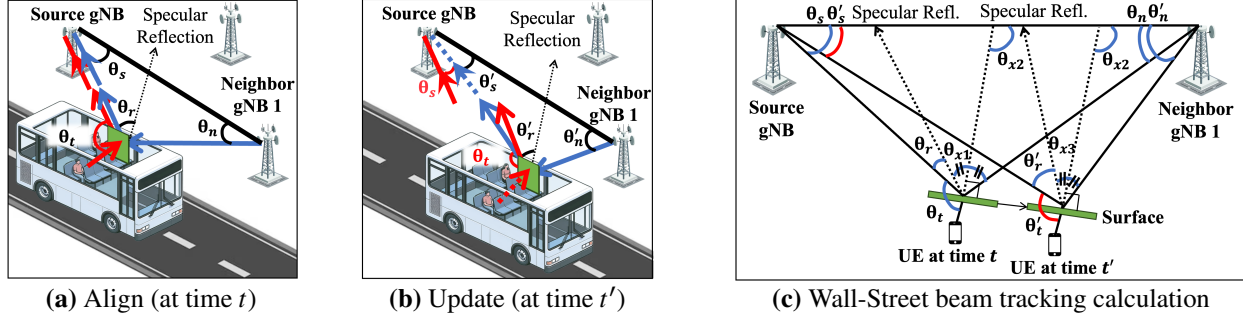 Source gNB
Specular
Reflection
θs
Neighbor
gNB 1
θr
θn
θt
(a) Align (at time t)
Source gNB
Specular
Reflection
θ′s
θs
Neighbor
gNB 1
θ′r
θ′n
θt
(b) Update (at time t′)
θs θ′s Specular Refl. Specular Refl. θn θ′n
θx2 θx2
Source
gNB
Neighbor
gNB 1
θr θx1 θ′r θx3
θt θ′t Surface
UE at time t
UE at time t′
(c) Wall-Street beam tracking calculation